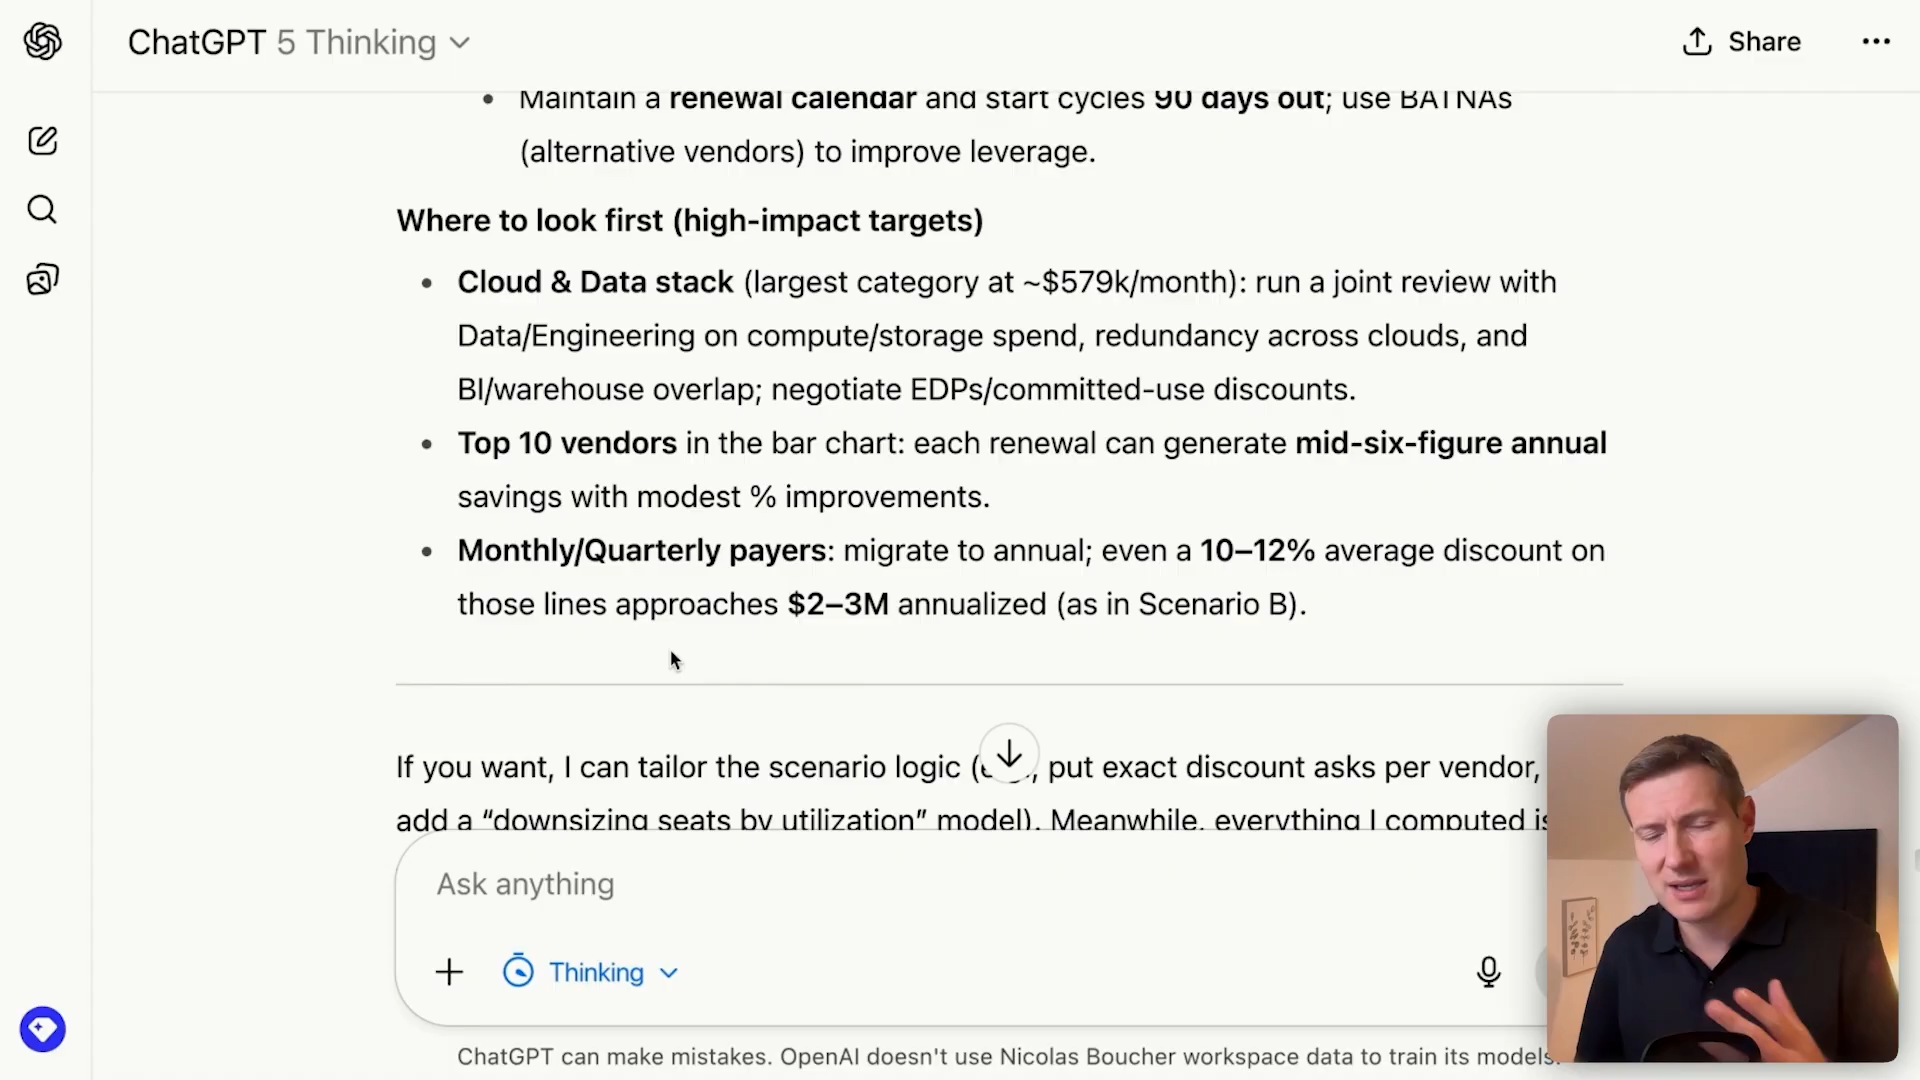 ChatGPT 5 Thinking
Share
Maintain a renewal calendar and start cycles 90 days out; use BATNAs
(alternative vendors) to improve leverage.
Where to look first (high-impact targets)
Cloud & Data stack (largest category at ~$579k/month): run a joint review with
Data/Engineering on compute/storage spend, redundancy across clouds, and
BI/warehouse overlap; negotiate EDPs/committed-use discounts.
Top 10 vendors in the bar chart: each renewal can generate mid-six-figure annual
savings with modest % improvements.
Monthly/Quarterly payers: migrate to annual; even a 10–12% average discount on
those lines approaches $2–3M annualized (as in Scenario B).
If you want, I can tailor the scenario logic ( put exact discount asks per vendor,
add a “downsizing seats by utilization” model). Meanwhile, everything I computed is
Ask anything
Thinking
ChatGPT can make mistakes. OpenAI doesn't use Nicolas Boucher workspace data to train its models.